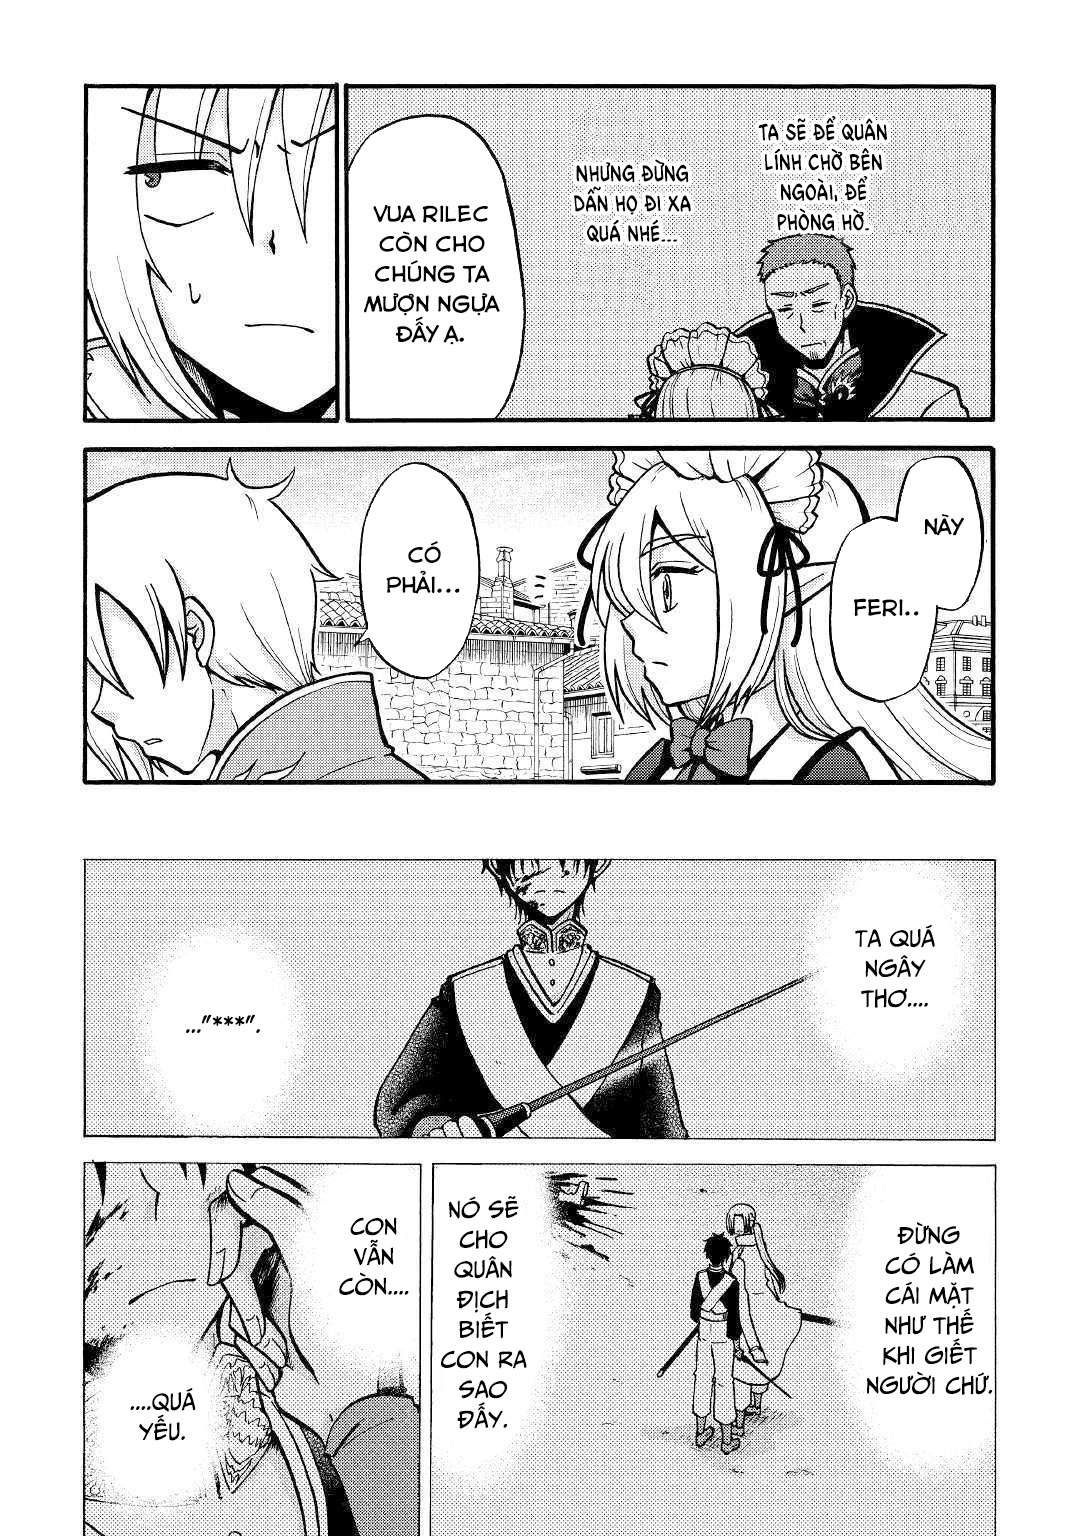 TA SẼ ĐỂ QUÂN
LÍNH CHỜ BÊN
NGOÀI, ĐỂ
PHÒNG HỜ.
NHƯNG ĐỪNG
DẪN HỌ ĐI XA
QUÁ NHÉ...
VUA RILEC
CÒN CHO
CHÚNG TA
MƯỢN NGỰA
ĐẤY Ạ.
NÀY
FERI..
CÓ
PHẢI...
TA QUÁ
NGÂY
THƠ....
..."***".
ĐỪNG
CÓ LÀM
CÁI MẶT
NHƯ THẾ
KHI GIẾT
NGƯỜI CHỨ.
NÓ SẼ
CHO
QUÂN
ĐỊCH
BIẾT
CON RA
SAO
ĐẤY.
CON
VẪN
CÒN....
....QUÁ
YẾU.